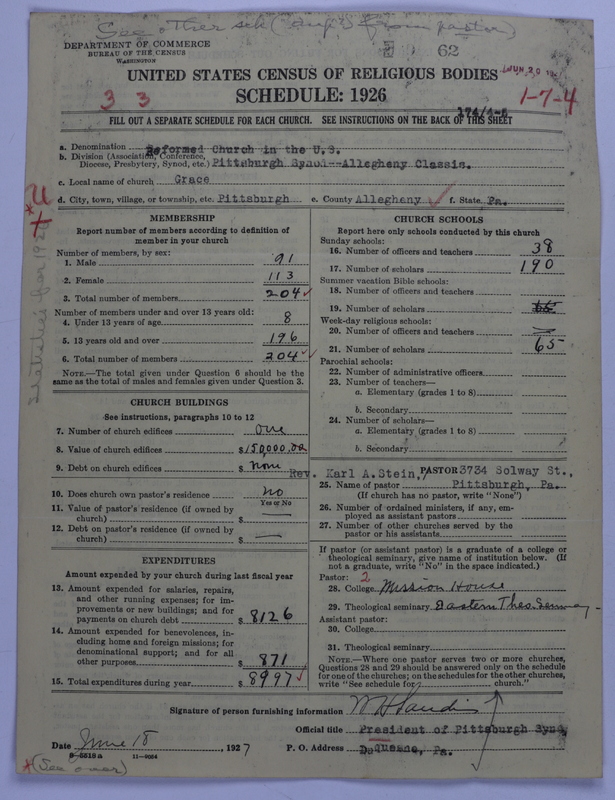 See other sch (dup?) from pastor)
DEPARTMENT OF COMMERCE
BUREAU OF THE CENSUS
WASHINGTON
62
UNITED STATES CENSUS OF RELIGIOUS BODIES
JUN 20
3 3
SCHEDULE: 1926
1-7-4
174/1-5
FILL OUT A SEPARATE SCHEDULE FOR EACH CHURCH. SEE INSTRUCTIONS ON THE BACK OF THIS SHEET
a. Denomination Reformed Church in the U.S.
b. Division (Association, Conference, Diocese, Presbytery, Synod, etc.) Pittsburgh Synod--Allegheny Classis.
c. Local name of church Grace
d. City, town, village, or township, etc. Pittsburgh e. County Allegheny ✓ f. State Pa.
MEMBERSHIP
Report number of members according to definition of
member in your church
Number of members, by sex:
1. Male 91
2. Female 113
3. Total number of members 204 ✓
Number of members under and over 13 years old:
4. Under 13 years of age 8
5. 13 years old and over 196
6. Total number of members 204 ✓
NOTE.—The total given under Question 6 should be
the same as the total of males and females given under Question 3.
CHURCH BUILDINGS
See instructions, paragraphs 10 to 12
7. Number of church edifices one
8. Value of church edifices $150,000.00
9. Debt on church edifices $ none
10. Does church own pastor's residence no
Yes or No
11. Value of pastor's residence (if owned by
church) $ —
12. Debt on pastor's residence (if owned by
church) $ —
EXPENDITURES
Amount expended by your church during last fiscal year
13. Amount expended for salaries, repairs,
and other running expenses; for im-
provements or new buildings; and for
payments on church debt $ 8126
14. Amount expended for benevolences, in-
cluding home and foreign missions; for
denominational support; and for all
other purposes $ 871
15. Total expenditures during year $ 8997 ✓
CHURCH SCHOOLS
Report here only schools conducted by this church
Sunday schools:
16. Number of officers and teachers 38
17. Number of scholars 190
Summer vacation Bible schools:
18. Number of officers and teachers
19. Number of scholars
Week-day religious schools:
20. Number of officers and teachers —
21. Number of scholars 65
Parochial schools:
22. Number of administrative officers
23. Number of teachers—
a. Elementary (grades 1 to 8)
b. Secondary
24. Number of scholars—
a. Elementary (grades 1 to 8)
b. Secondary
Rev. Karl A. Stein, PASTOR 3734 Solway St.,
25. Name of pastor Pittsburgh, Pa.
(If church has no pastor, write "None")
26. Number of ordained ministers, if any, em-
ployed as assistant pastors
27. Number of other churches served by the
pastor or his assistants
If pastor (or assistant pastor) is a graduate of a college or
theological seminary, give name of institution below. (If
not a graduate, write "No" in the space indicated.)
Pastor: 2
28. College Mission House
29. Theological seminary Eastern Theo. Seminary
Assistant pastor:
30. College
31. Theological seminary
NOTE.—Where one pastor serves two or more churches,
Questions 28 and 29 should be answered only on the schedule
for one of the churches; on the schedules for the other churches,
write "See schedule for church."
Signature of person furnishing information
Official title President of Pittsburgh Synd,
Date June 18, 1927 P. O. Address DuQuesne, Pa.
8-5518a 11-9064
*(See over)